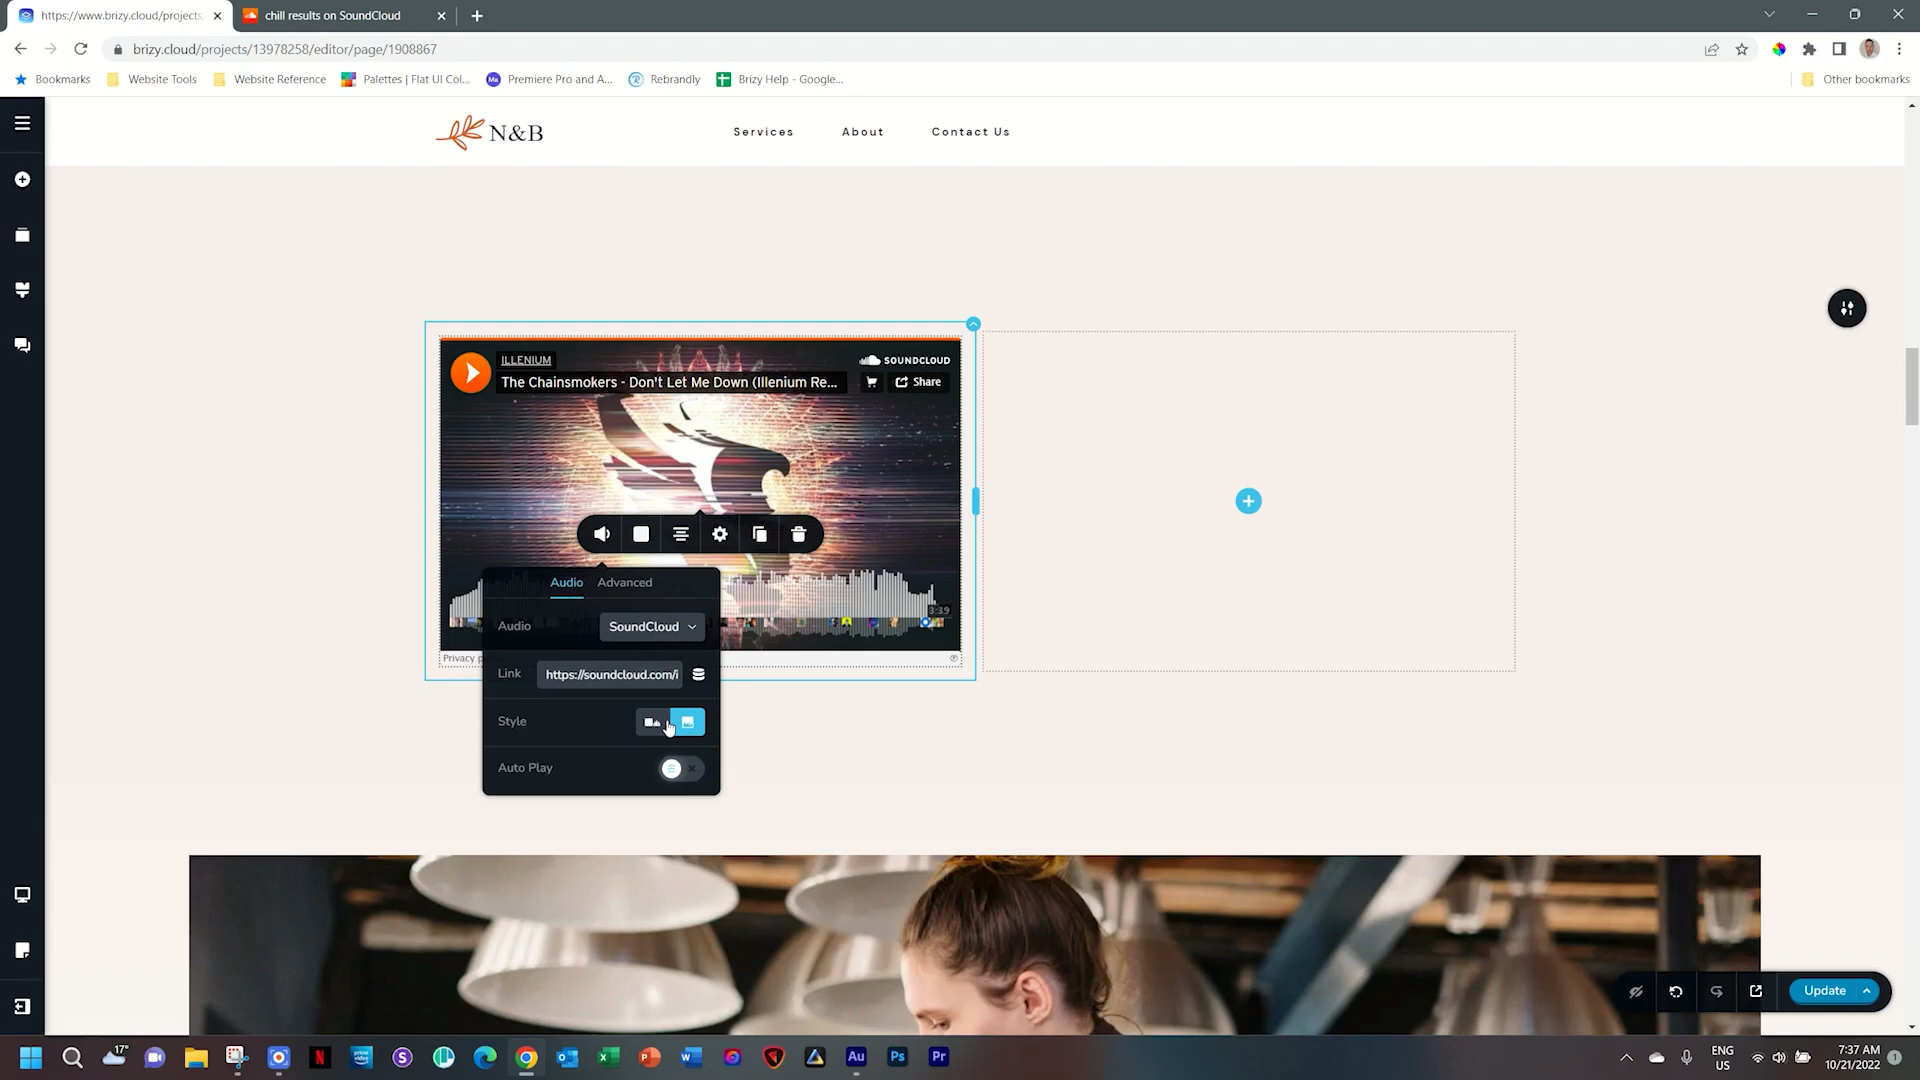 https://www.brizy.cloud/projects,
chill results on SoundCloud
brizy.cloud/projects/13978258/editor/page/1908867
Bookmarks
Website Tools
Website Reference
Palettes | Flat UI Col...
Premiere Pro and A...
Rebrandly
Brizy Help - Google...
Other bookmarks
N&B
Services
About
Contact Us
ILLENIUM
SOUNDCLOUD
The Chainsmokers - Don't Let Me Down (Illenium Re...
Share
Audio
Advanced
3:39
Audio
SoundCloud
Privacy p
Link
https://soundcloud.com/i
Style
Auto Play
Update
17°
ENG
US
7:37 AM
10/21/2022
1